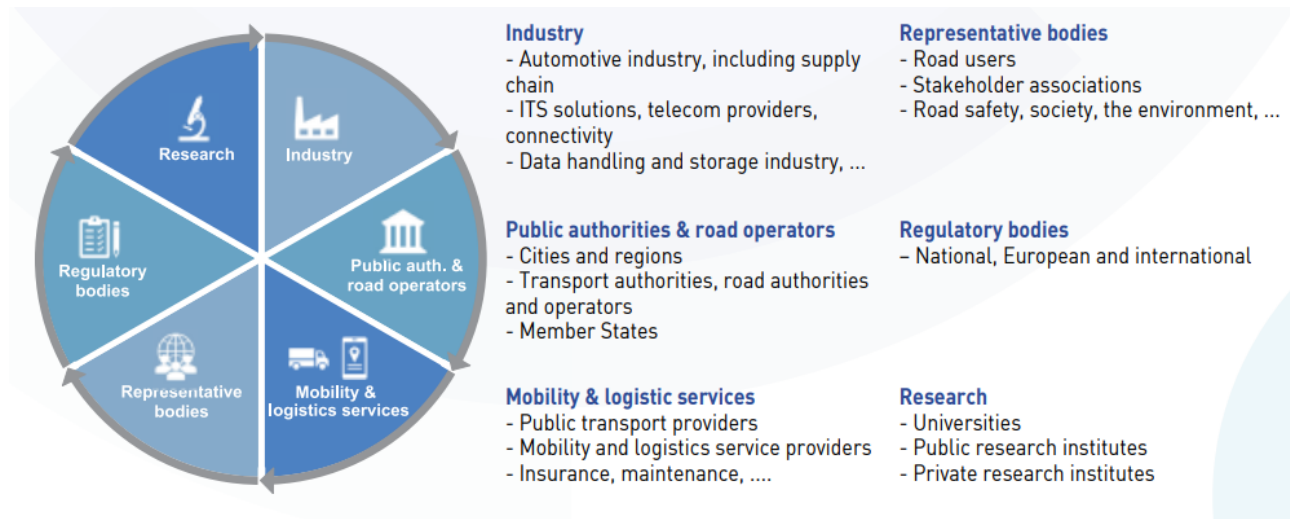 Research
Industry
Public auth. &
road operators
Mobility &
logistics services
Representative
bodies
Regulatory
bodies
Industry
- Automotive industry, including supply
chain
- ITS solutions, telecom providers,
connectivity
- Data handling and storage industry, ...
Public authorities & road operators
- Cities and regions
- Transport authorities, road authorities
and operators
- Member States
Mobility & logistic services
- Public transport providers
- Mobility and logistics service providers
- Insurance, maintenance, ....
Representative bodies
- Road users
- Stakeholder associations
- Road safety, society, the environment, ...
Regulatory bodies
– National, European and international
Research
- Universities
- Public research institutes
- Private research institutes